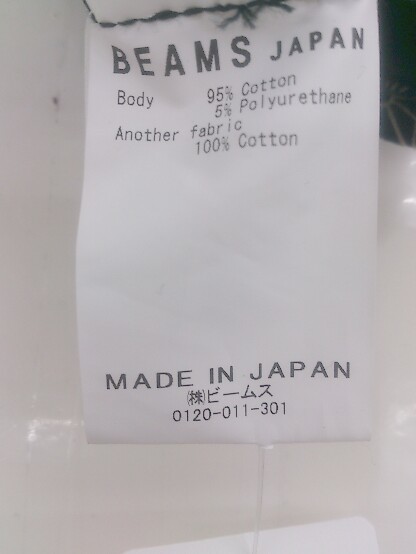 BEAMS JAPAN
Body 95% Cotton
5% Polyurethane
Another fabric
100% Cotton
MADE IN JAPAN
㈱ビームス
0120-011-301